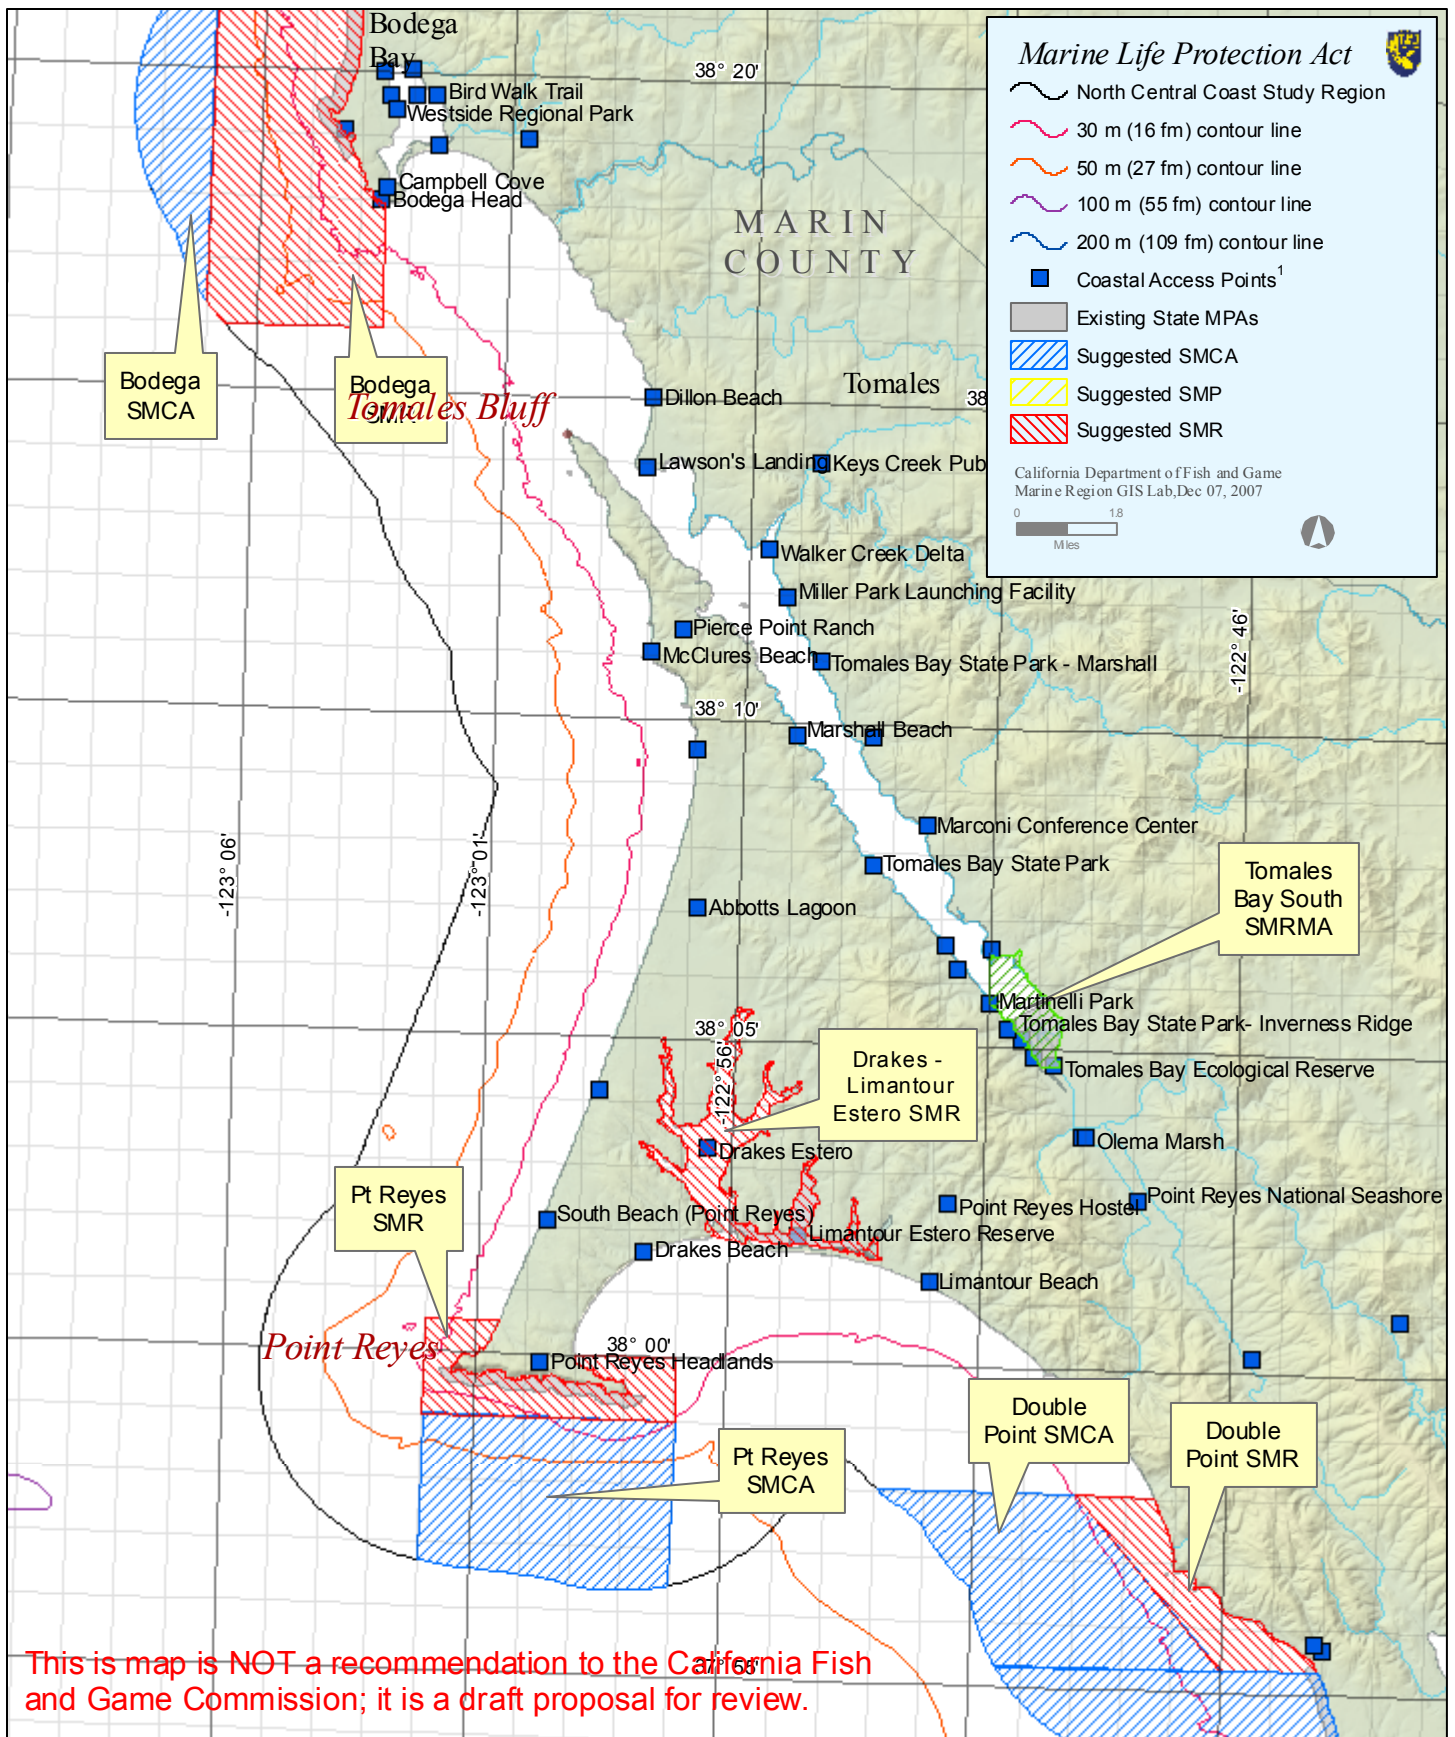 Bodega
Bay
38° 20'
Bird Walk Trail
Westside Regional Park
Campbell Cove
Bodega Head
MARIN
COUNTY
Marine Life Protection Act
North Central Coast Study Region
30 m (16 fm) contour line
50 m (27 fm) contour line
100 m (55 fm) contour line
200 m (109 fm) contour line
Coastal Access Points1
Existing State MPAs
Suggested SMCA
Suggested SMP
Suggested SMR
California Department of Fish and Game
Marine Region GIS Lab,Dec 07, 2007
0 1.8
Miles
Bodega
SMCA
Bodega
Tomales Bluff
Dillon Beach
Tomales
38
Lawson's Landing
Keys Creek Pub
Walker Creek Delta
Miller Park Launching Facility
Pierce Point Ranch
McClures Beach
Tomales Bay State Park - Marshall
-122° 46'
38° 10'
Marshall Beach
Marconi Conference Center
Tomales Bay State Park
-123° 06'
-123° 01'
Abbotts Lagoon
Tomales
Bay South
SMRMA
Martinelli Park
Tomales Bay State Park- Inverness Ridge
Tomales Bay Ecological Reserve
38° 05'
-122° 56'
Drakes -
Limantour
Estero SMR
Drakes Estero
Olema Marsh
Pt Reyes
SMR
South Beach (Point Reyes)
Point Reyes Hostel
Point Reyes National Seashore
Limantour Estero Reserve
Drakes Beach
Limantour Beach
Point Reyes
38° 00'
Point Reyes Headlands
Double
Point SMCA
Double
Point SMR
Pt Reyes
SMCA
37° 55'
This is map is NOT a recommendation to the California Fish
and Game Commission; it is a draft proposal for review.